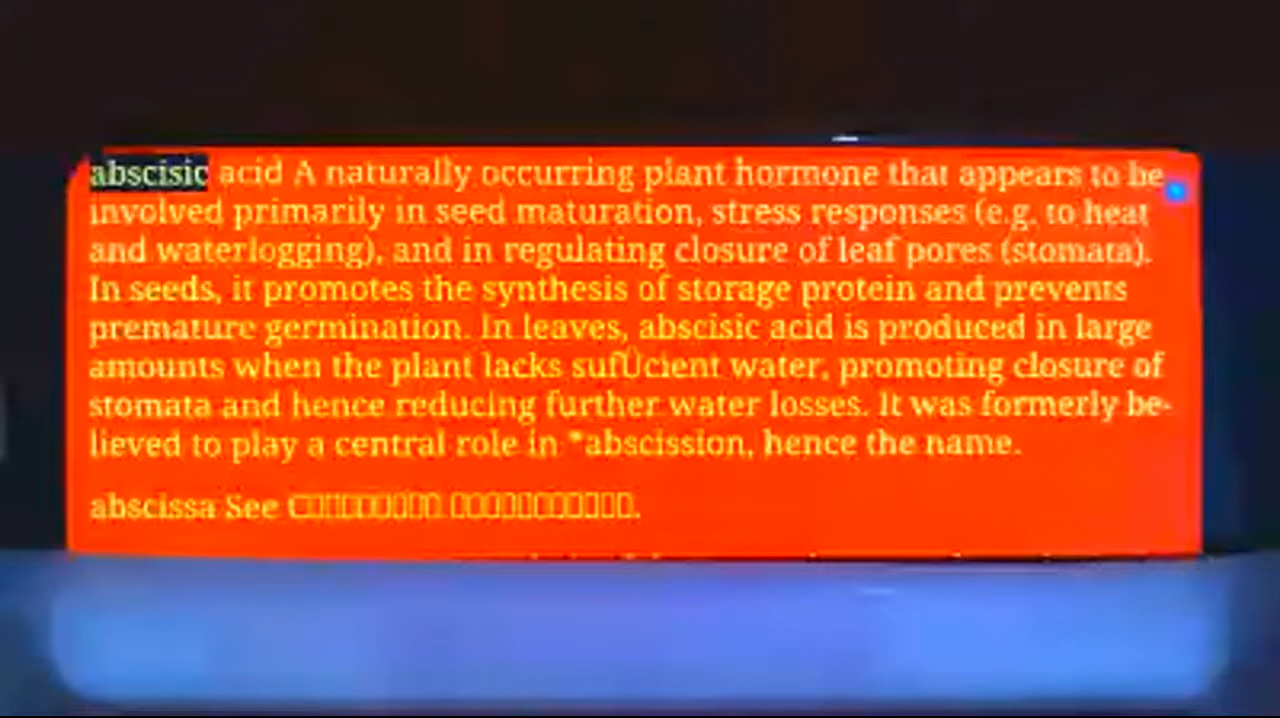 abscisic acid A naturally occurring plant hormone that appears to be
involved primarily in seed maturation, stress responses (e.g. to heat
and waterlogging), and in regulating closure of leaf pores (stomata).
In seeds, it promotes the synthesis of storage protein and prevents
premature germination. In leaves, abscisic acid is produced in large
amounts when the plant lacks sufÛcient water, promoting closure of
stomata and hence reducing further water losses. It was formerly be-
lieved to play a central role in *abscission, hence the name.
abscissa See